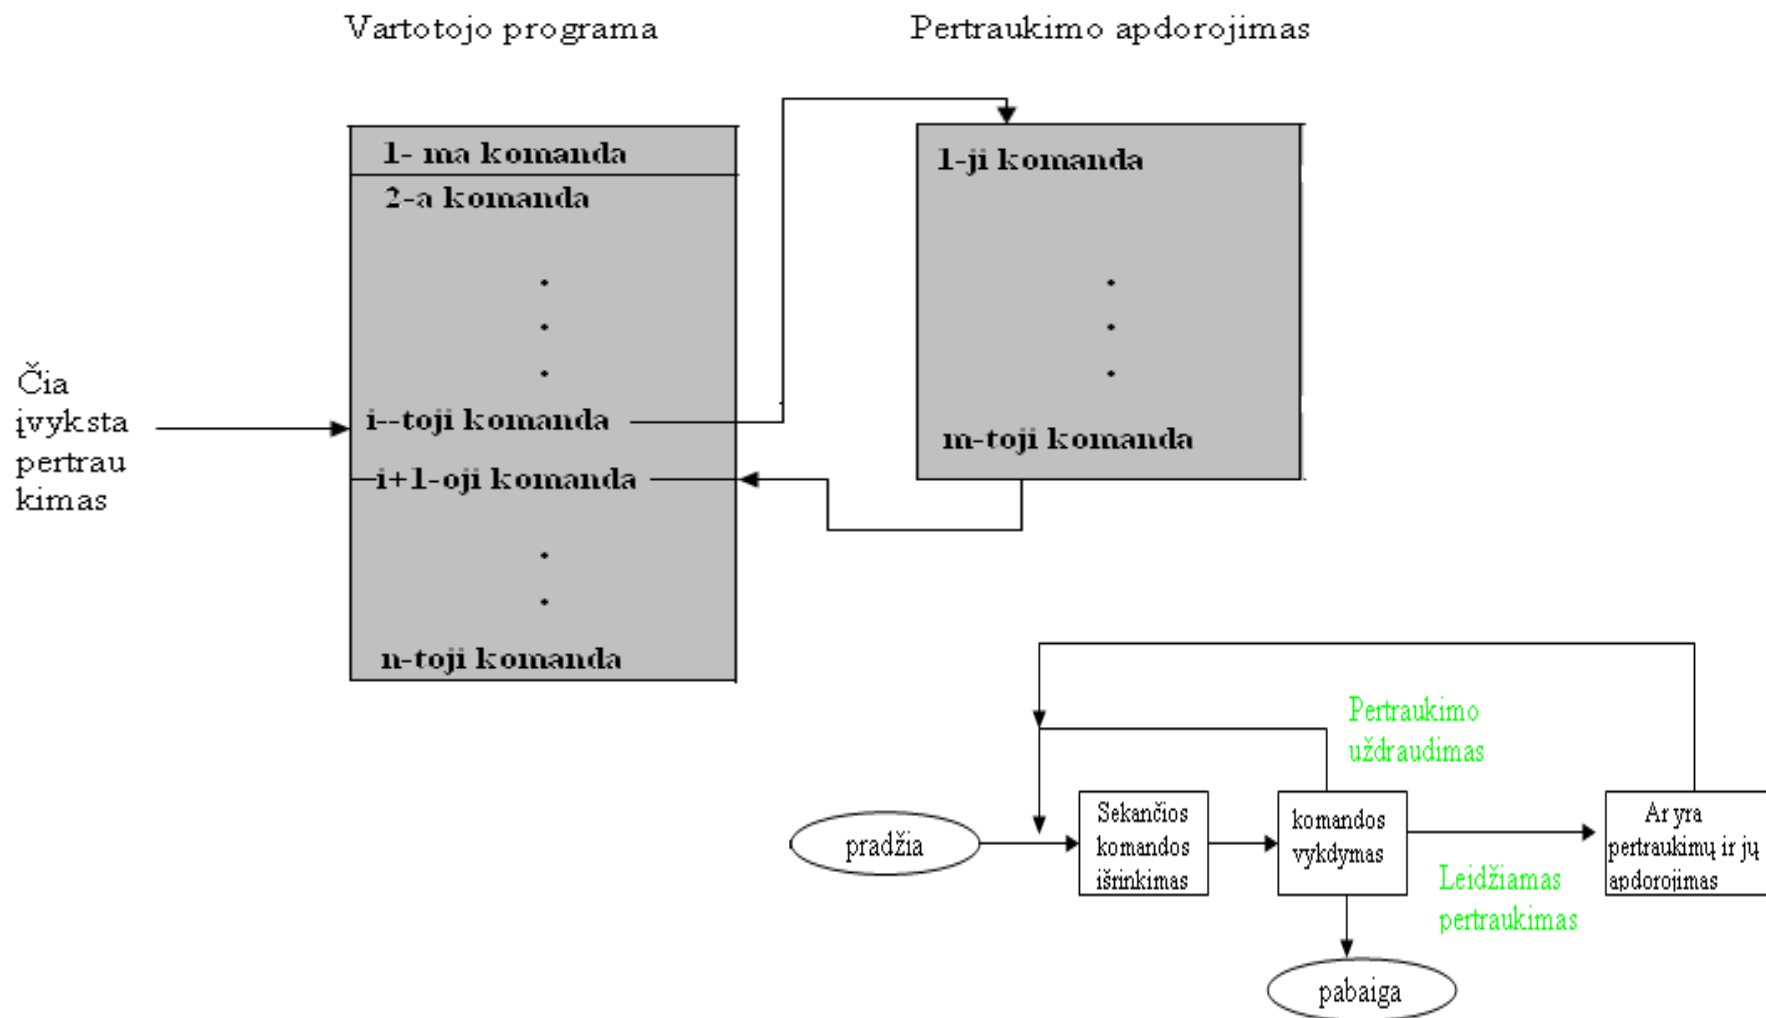 Vartotojo programa
Pertraukimo apdorojimas
1- ma komanda
2-a komanda
i--toji komanda
i+1-oji komanda
n-toji komanda
1-ji komanda
m-toji komanda
Čia
įvyksta
pertrau
kimas
Pertraukimo
uždraudimas
pradžia
Sekančios
komandos
išrinkimas
komandos
vykdymas
Leidžiamas
pertraukimas
Ar yra
pertraukimų ir jų
apdorojimas
pabaiga